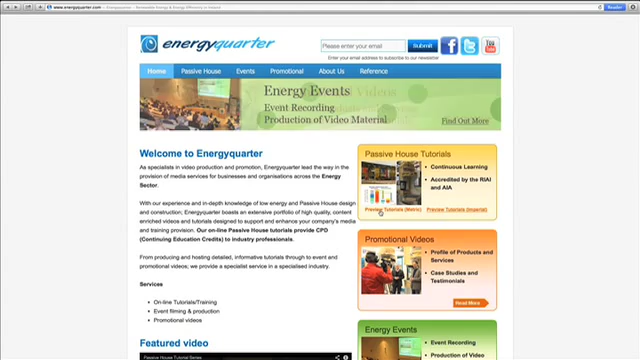 www.energyquarter.com
Reader
energyquarter
Please enter your email
Submit
Enter your email address to subscribe to our newsletter
You
Home Passive House Events Promotional About Us Reference
Energy Events
Event Recording
Production of Video Material
Find Out More
Welcome to Energyquarter
As specialists in video production and promotion, Energyquarter lead the way in the
provision of media services for businesses and organisations across the Energy
Sector.
With our experience and in-depth knowledge of low energy and Passive House design
and construction; Energyquarter boasts an extensive portfolio of high quality, content
enriched videos and tutorials designed to support and enhance your company's media
and training provision. Our on-line Passive House tutorials provide CPD
(Continuing Education Credits) to industry professionals.
From producing and hosting detailed, informative tutorials through to event and
promotional videos; we provide a specialist service in a specialised industry.
Services
• On-line Tutorials/Training
• Event filming & production
• Promotional videos
Featured video
Passive House Tutorial Series
Passive House Tutorials
• Continuous Learning
• Accredited by the RIAI
and AIA
Preview Tutorials (Metric)
Preview Tutorials (Imperial)
Promotional Videos
• Profile of Products and
Services
• Case Studies and
Testimonials
Read More
Energy Events
• Event Recording
• Production of Video